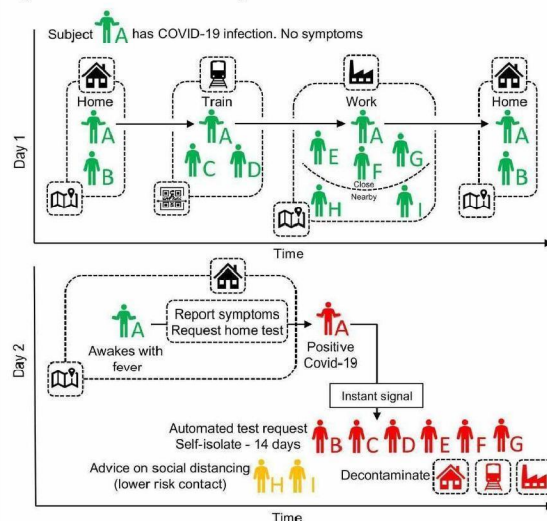 Subject A has COVID-19 infection. No symptoms
Day 1
Home
A
B
Train
A
C D
Work
A
E F G
Close
Nearby
H I
Home
A
B
Time
Day 2
A
Awakes with
fever
Report symptoms
Request home test
A
Positive
Covid-19
Instant signal
Automated test request
Self-isolate - 14 days
B C D E F G
Advice on social distancing
(lower risk contact)
H I
Decontaminate
Time